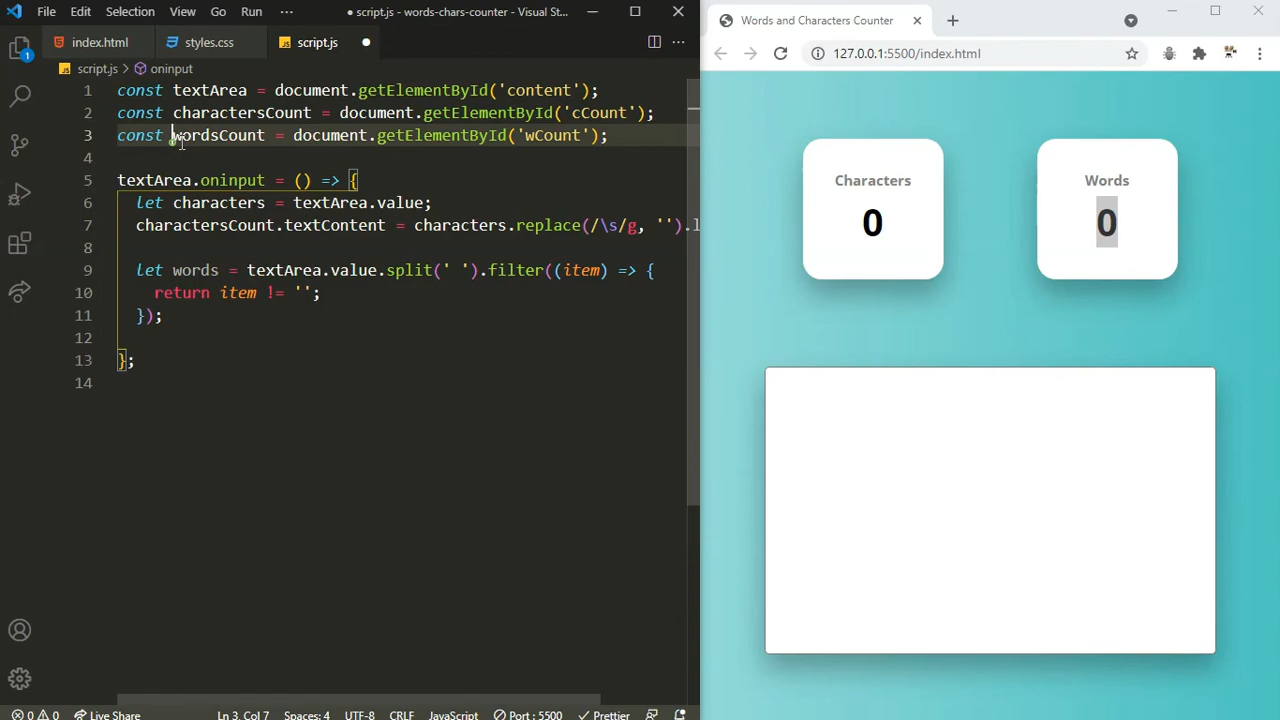 File Edit Selection View Go Run ··· ● script.js - words-chars-counter - Visual St...
index.html styles.css JS script.js ●
JS script.js > oninput
1 const textArea = document.getElementById('content');
2 const charactersCount = document.getElementById('cCount');
3 const wordsCount = document.getElementById('wCount');
4
5 textArea.oninput = () => {
6 let characters = textArea.value;
7 charactersCount.textContent = characters.replace(/\s/g, '').l
8
9 let words = textArea.value.split(' ').filter((item) => {
10 return item != '';
11 });
12
13 };
14
1
0 0 Live Share Ln 3, Col 7 Spaces: 4 UTF-8 CRLF JavaScript Port : 5500 Prettier
Words and Characters Counter
127.0.0.1:5500/index.html
Characters Words
0 0